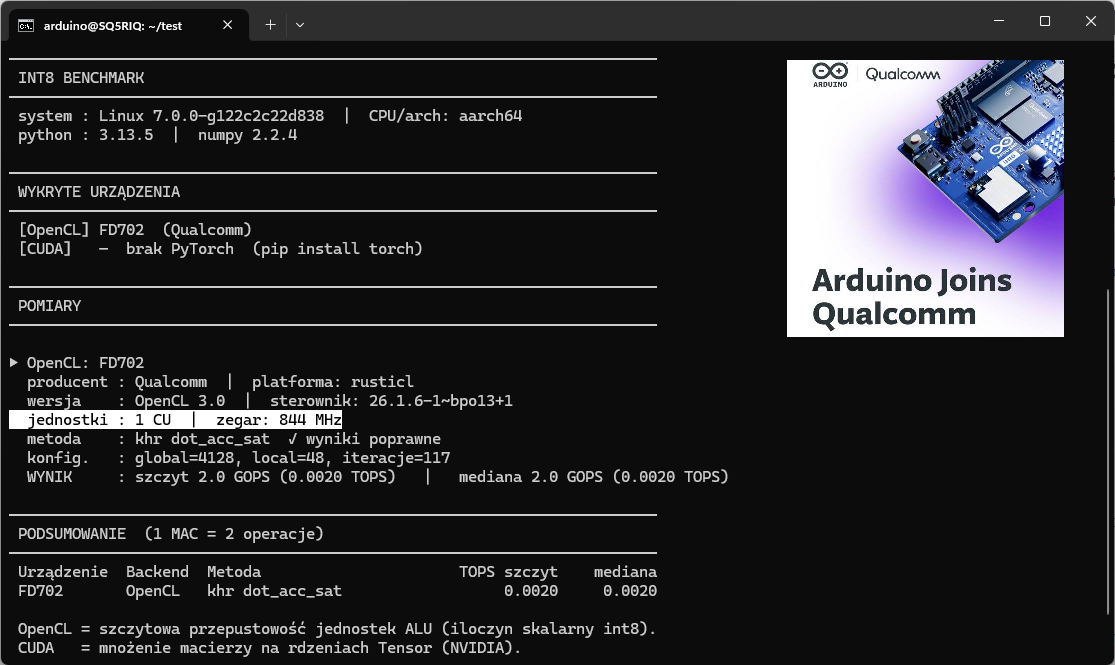 arduino@SQ5RIQ: ~/test
INT8 BENCHMARK
system : Linux 7.0.0-g122c2c22d838 | CPU/arch: aarch64
python : 3.13.5 | numpy 2.2.4
WYKRYTE URZĄDZENIA
[OpenCL] FD702 (Qualcomm)
[CUDA] — brak PyTorch (pip install torch)
POMIARY
▶ OpenCL: FD702
producent : Qualcomm | platforma: rusticl
wersja : OpenCL 3.0 | sterownik: 26.1.6-1~bpo13+1
jednostki : 1 CU | zegar: 844 MHz
metoda : khr dot_acc_sat √ wyniki poprawne
konfig. : global=4128, local=48, iteracje=117
WYNIK : szczyt 2.0 GOPS (0.0020 TOPS) | mediana 2.0 GOPS (0.0020 TOPS)
PODSUMOWANIE (1 MAC = 2 operacje)
Urządzenie Backend Metoda TOPS szczyt mediana
FD702 OpenCL khr dot_acc_sat 0.0020 0.0020
OpenCL = szczytowa przepustowość jednostek ALU (iloczyn skalarny int8).
CUDA = mnożenie macierzy na rdzeniach Tensor (NVIDIA).
ARDUINO
Qualcomm
Arduino Joins
Qualcomm